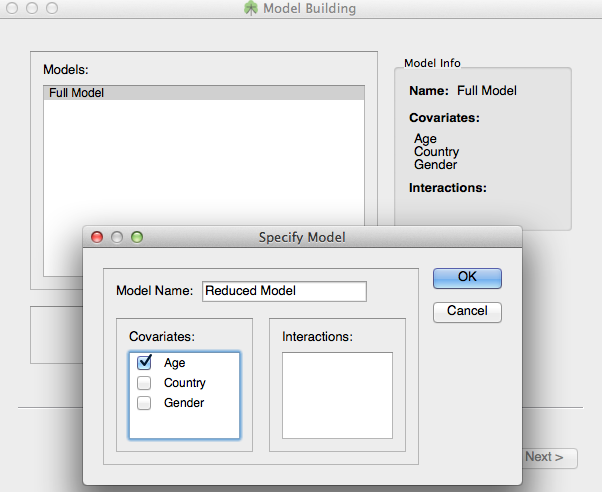 Model Building
Models:
Full Model
Model Info
Name: Full Model
Covariates:
Age
Country
Gender
Interactions:
Specify Model
Model Name: Reduced Model
OK
Cancel
Covariates:
Age
Country
Gender
Interactions:
Next >